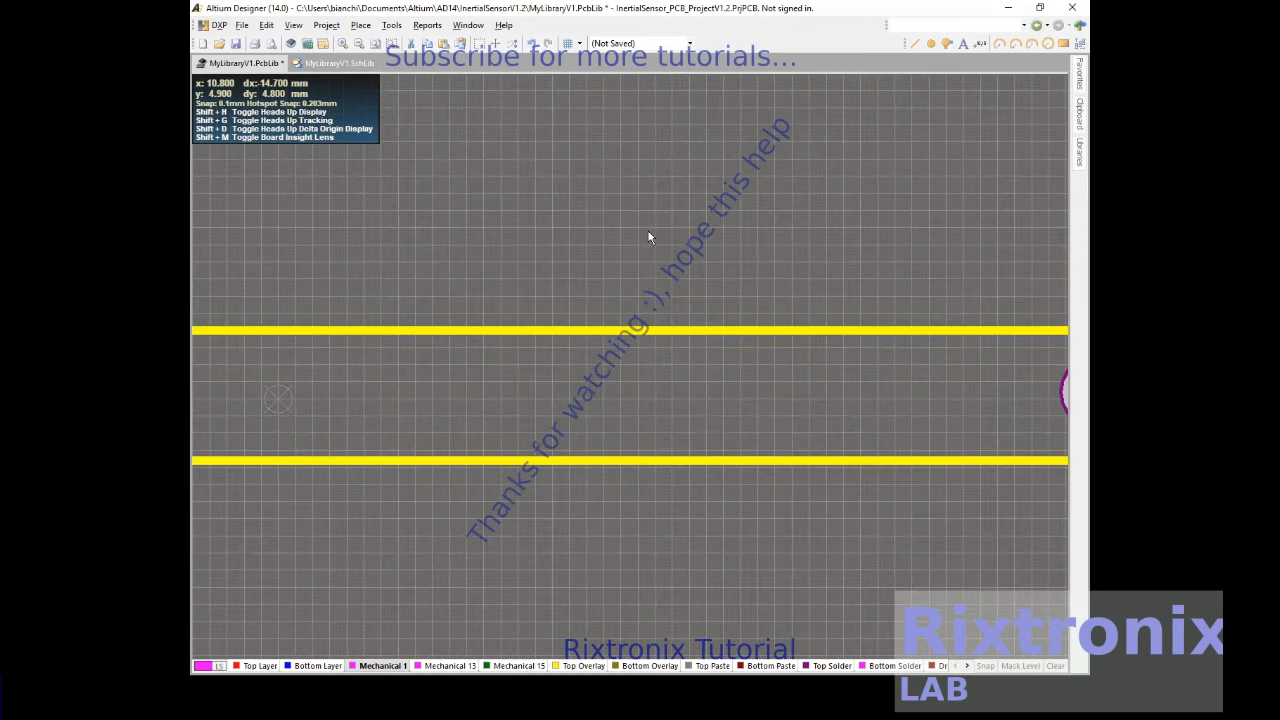 Altium Designer (14.0) - C:\Users\bianchi\Documents\Altium\AD14\InertialSensorV1.2\MyLibraryV1.PcbLib * - InertialSensor_PCB_ProjectV1.2.PrjPCB. Not signed in.
DXP File Edit View Project Place Tools Reports Window Help
(Not Saved)
Subscribe for more tutorials...
MyLibraryV1.PcbLib * MyLibraryV1.SchLib
x: 10.800 dx:-14.700 mm
y: 4.900 dy: 4.800 mm
Snap: 0.1mm Hotspot Snap: 0.203mm
Shift + H Toggle Heads Up Display
Shift + G Toggle Heads Up Tracking
Shift + D Toggle Heads Up Delta Origin Display
Shift + M Toggle Board Insight Lens
Favorites
Clipboard
Libraries
Thanks for watching :), hope this help
Rixtronix Tutorial
LS Top Layer Bottom Layer Mechanical 1 Mechanical 13 Mechanical 15 Top Overlay Bottom Overlay Top Paste Bottom Paste Top Solder Bottom Solder Dr Snap Mask Level Clear
Rixtronix
LAB